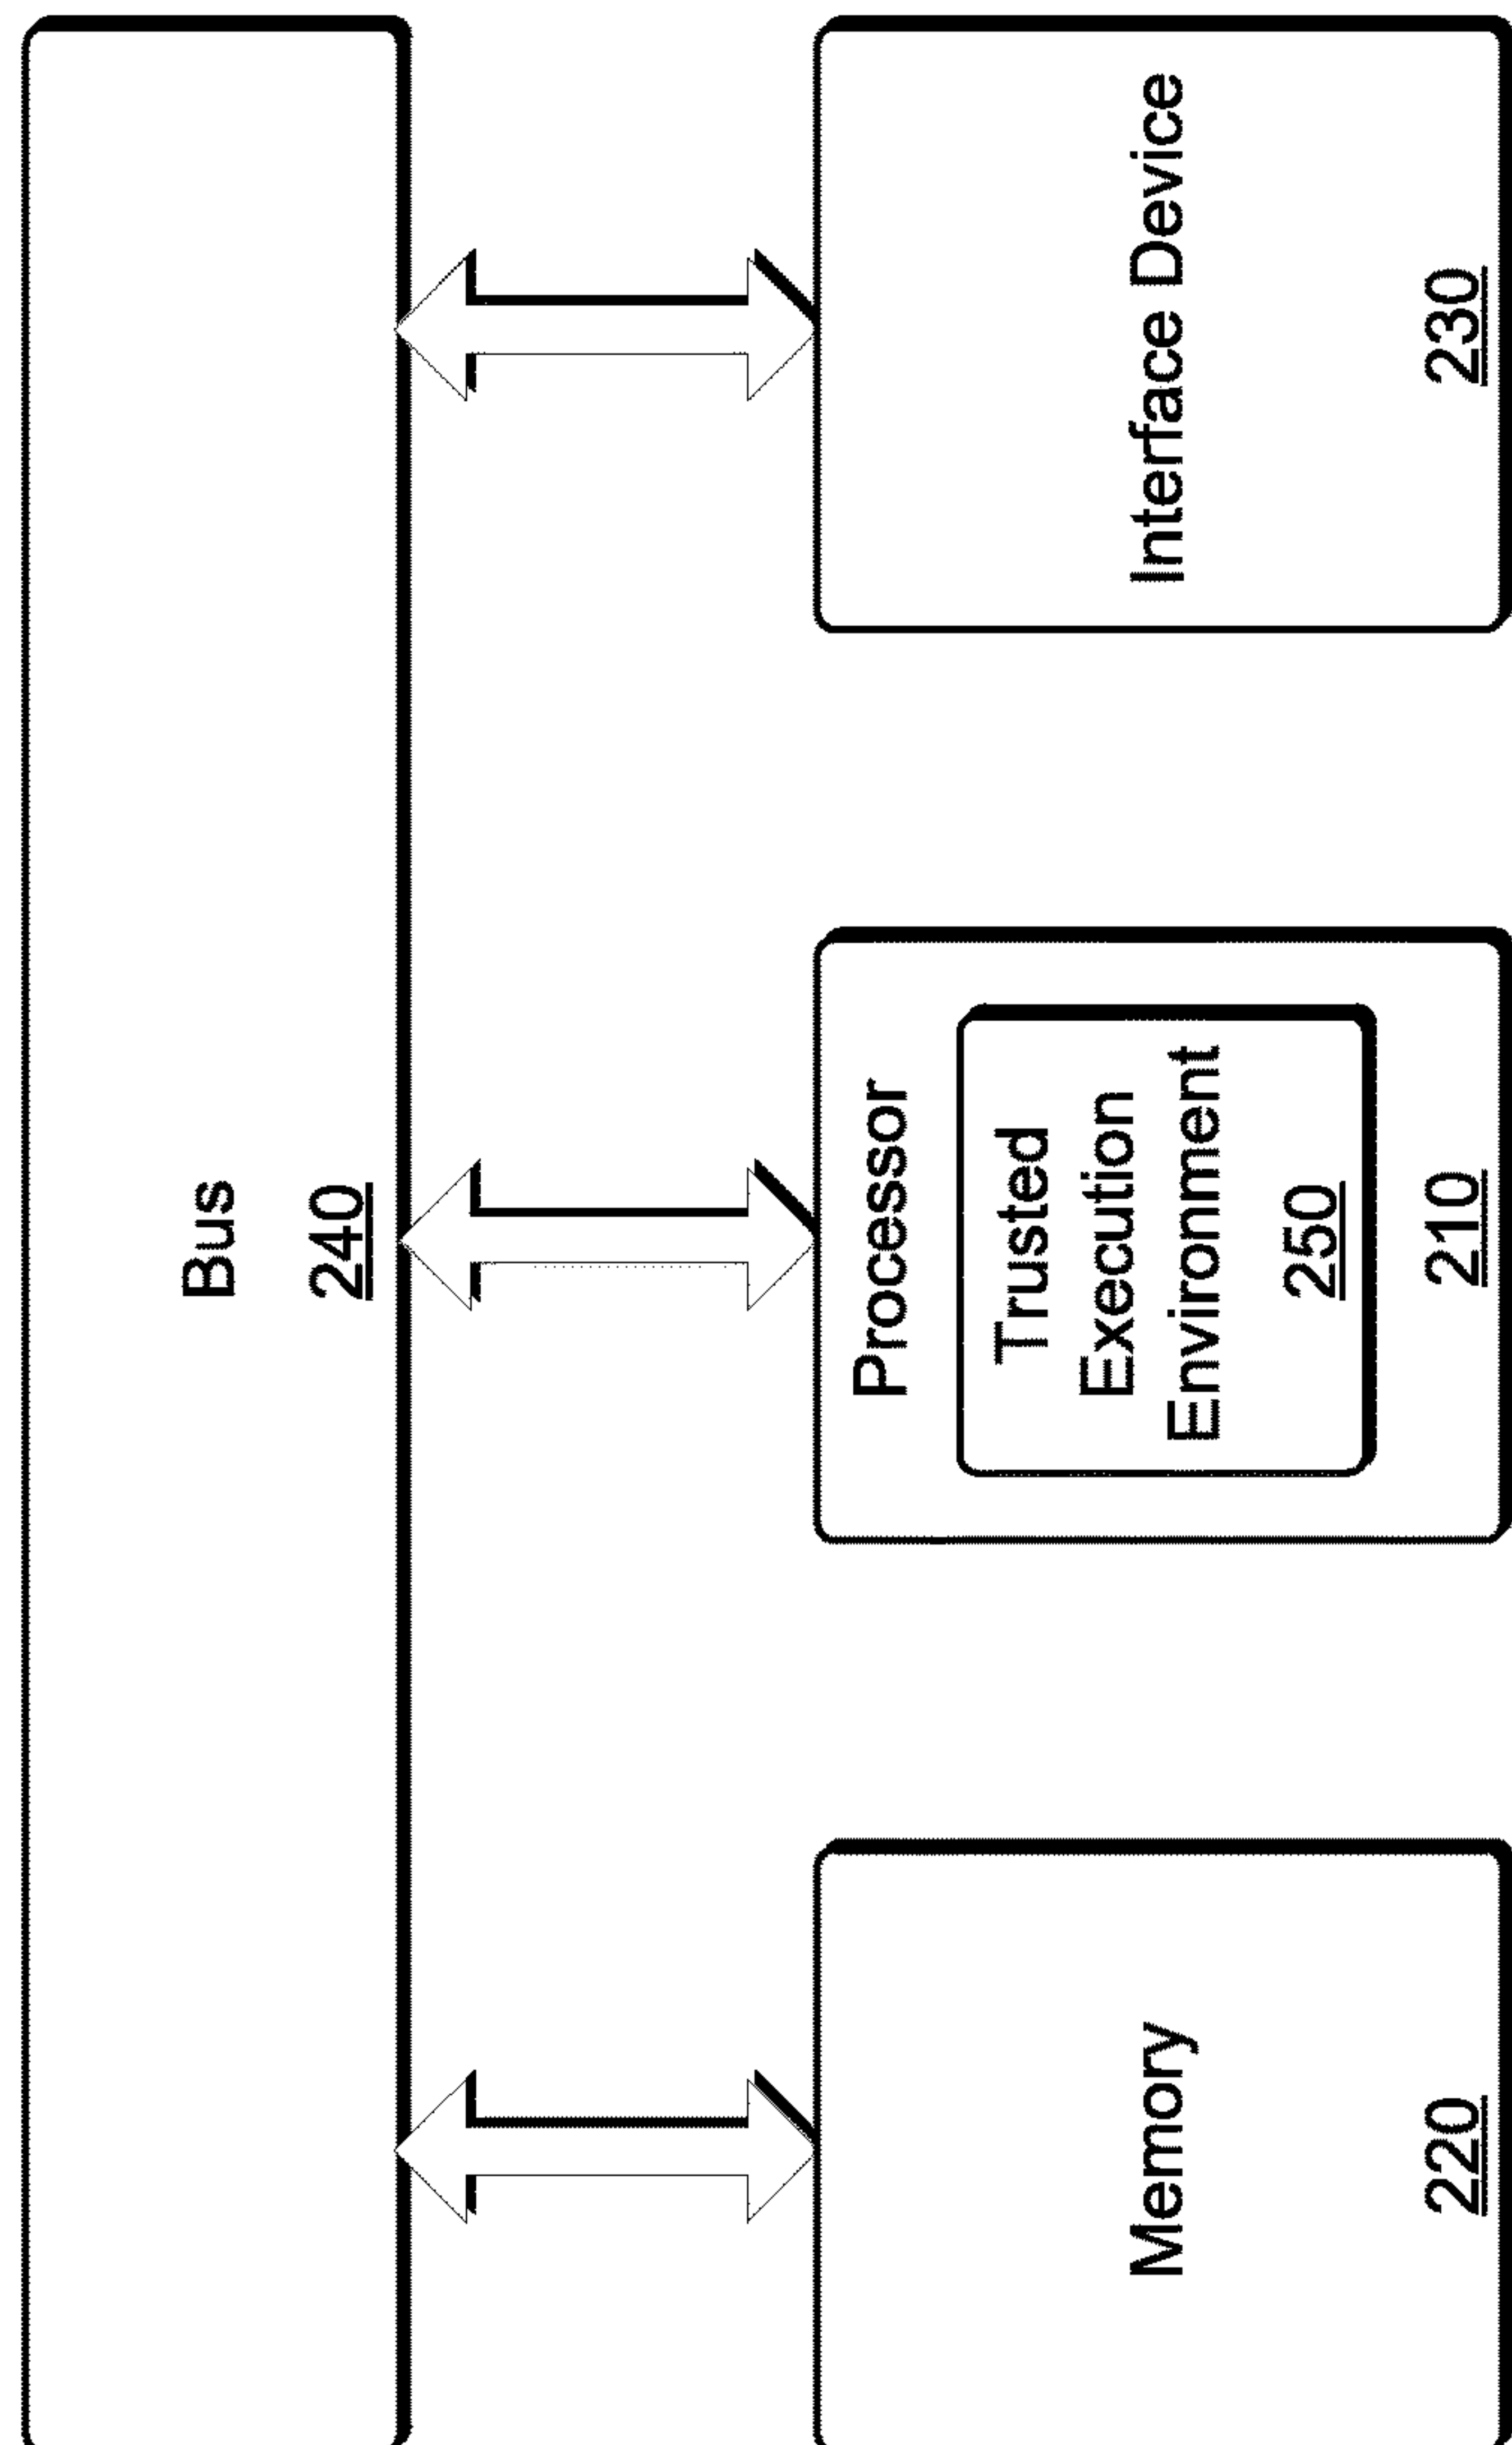 Bus
240
Memory
220
Processor
Trusted
Execution
Environment
250
210
Interface Device
230